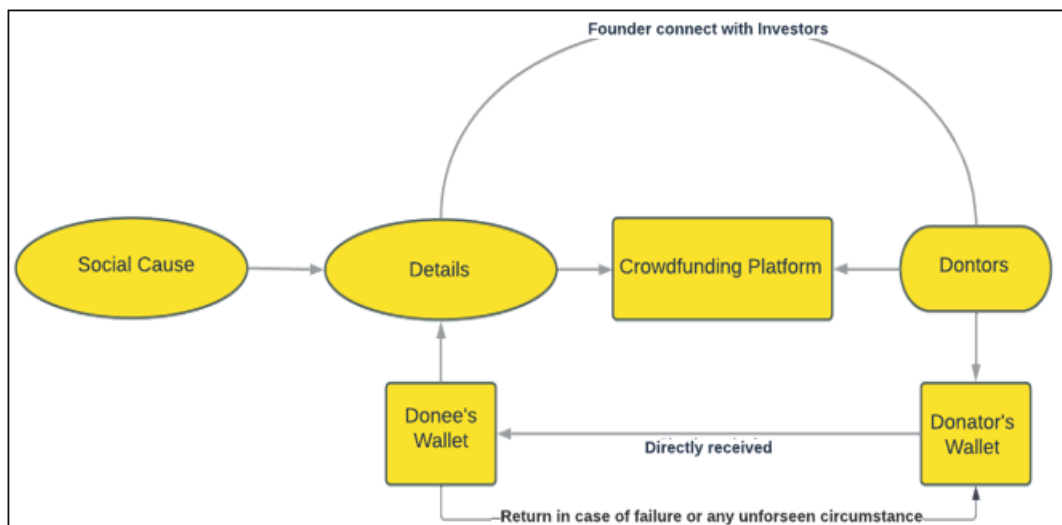 Founder connect with Investors
Social Cause
Details
Crowdfunding Platform
Dontors
Donee's
Wallet
Directly received
Donator's
Wallet
Return in case of failure or any unforseen circumstance